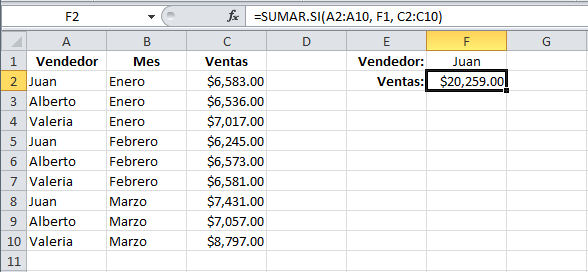 F2 fx =SUMAR.SI(A2:A10, F1, C2:C10)
A B C D E F G
1 Vendedor Mes Ventas Vendedor: Juan
2 Juan Enero $6,583.00 Ventas: $20,259.00
3 Alberto Enero $6,536.00
4 Valeria Enero $7,017.00
5 Juan Febrero $6,245.00
6 Alberto Febrero $6,573.00
7 Valeria Febrero $6,581.00
8 Juan Marzo $7,431.00
9 Alberto Marzo $7,057.00
10 Valeria Marzo $8,797.00
11